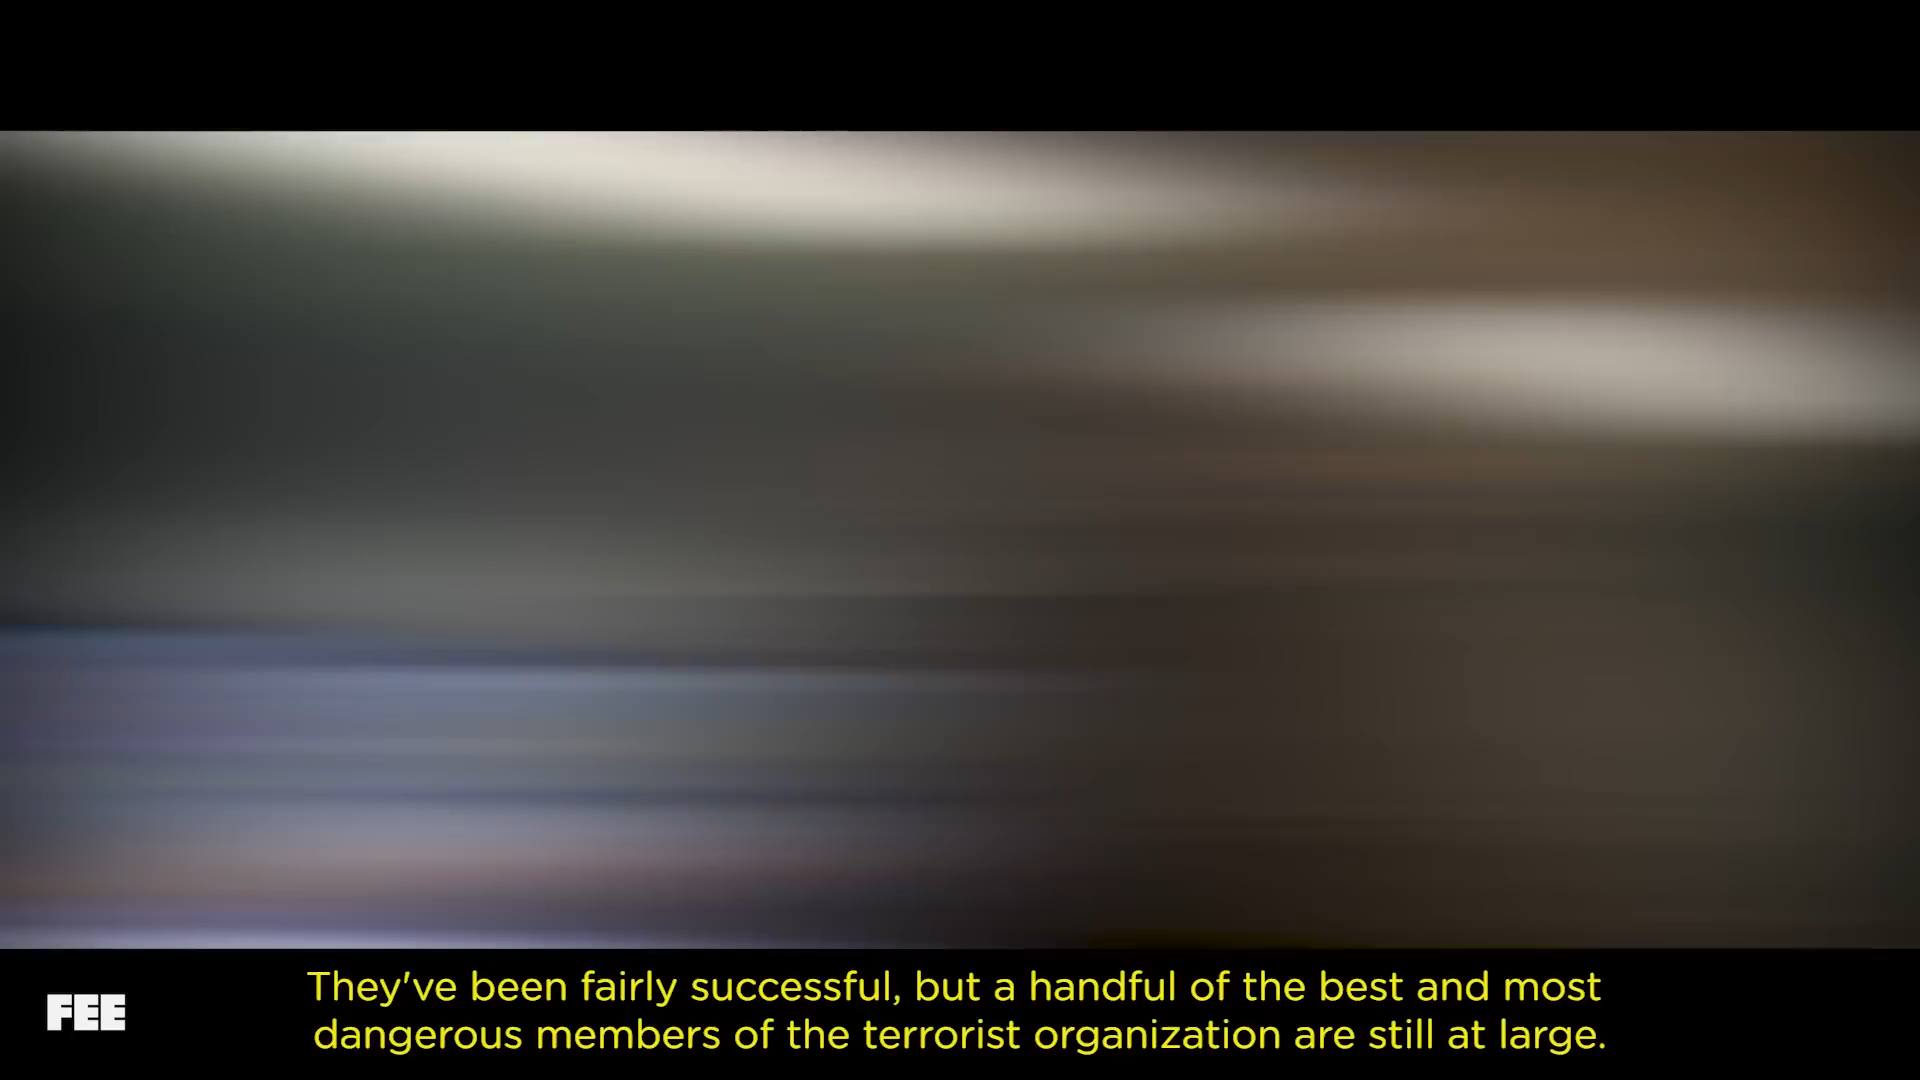 They've been fairly successful, but a handful of the best and most
dangerous members of the terrorist organization are still at large.
FEE